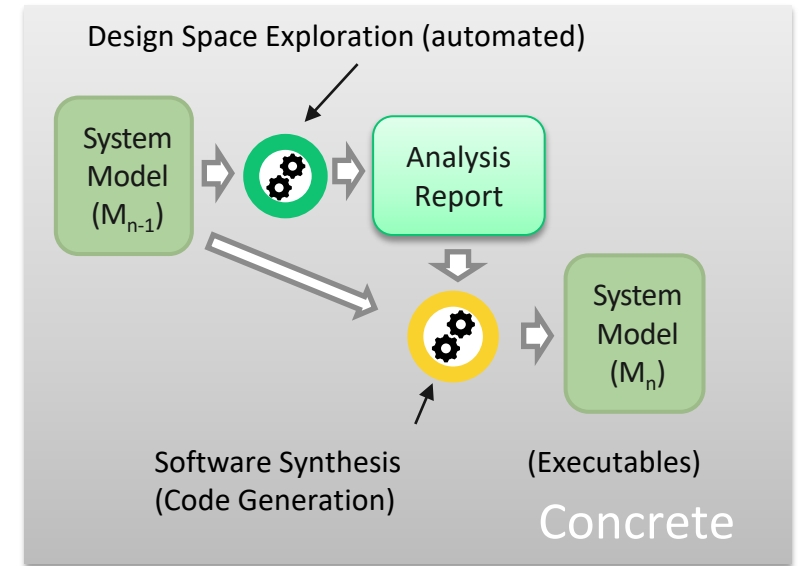 Design Space Exploration (automated)
System
Model
(Mn-1)
Analysis
Report
System
Model
(Mn)
Software Synthesis
(Code Generation)
(Executables)
Concrete